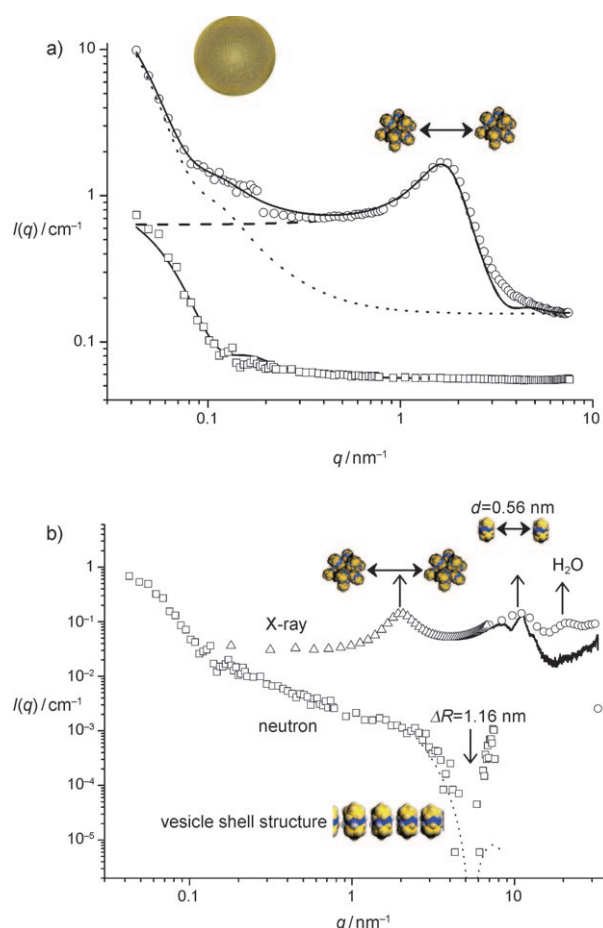 a)
10
1
I(q) / cm⁻¹
0.1
0.1
1
10
q / nm⁻¹
b)
d=0.56 nm
H₂O
1
X-ray
10⁻¹
10⁻²
I(q) / cm⁻¹
10⁻³
neutron
ΔR=1.16 nm
10⁻⁴
vesicle shell structure
10⁻⁵
0.1
1
10
q / nm⁻¹